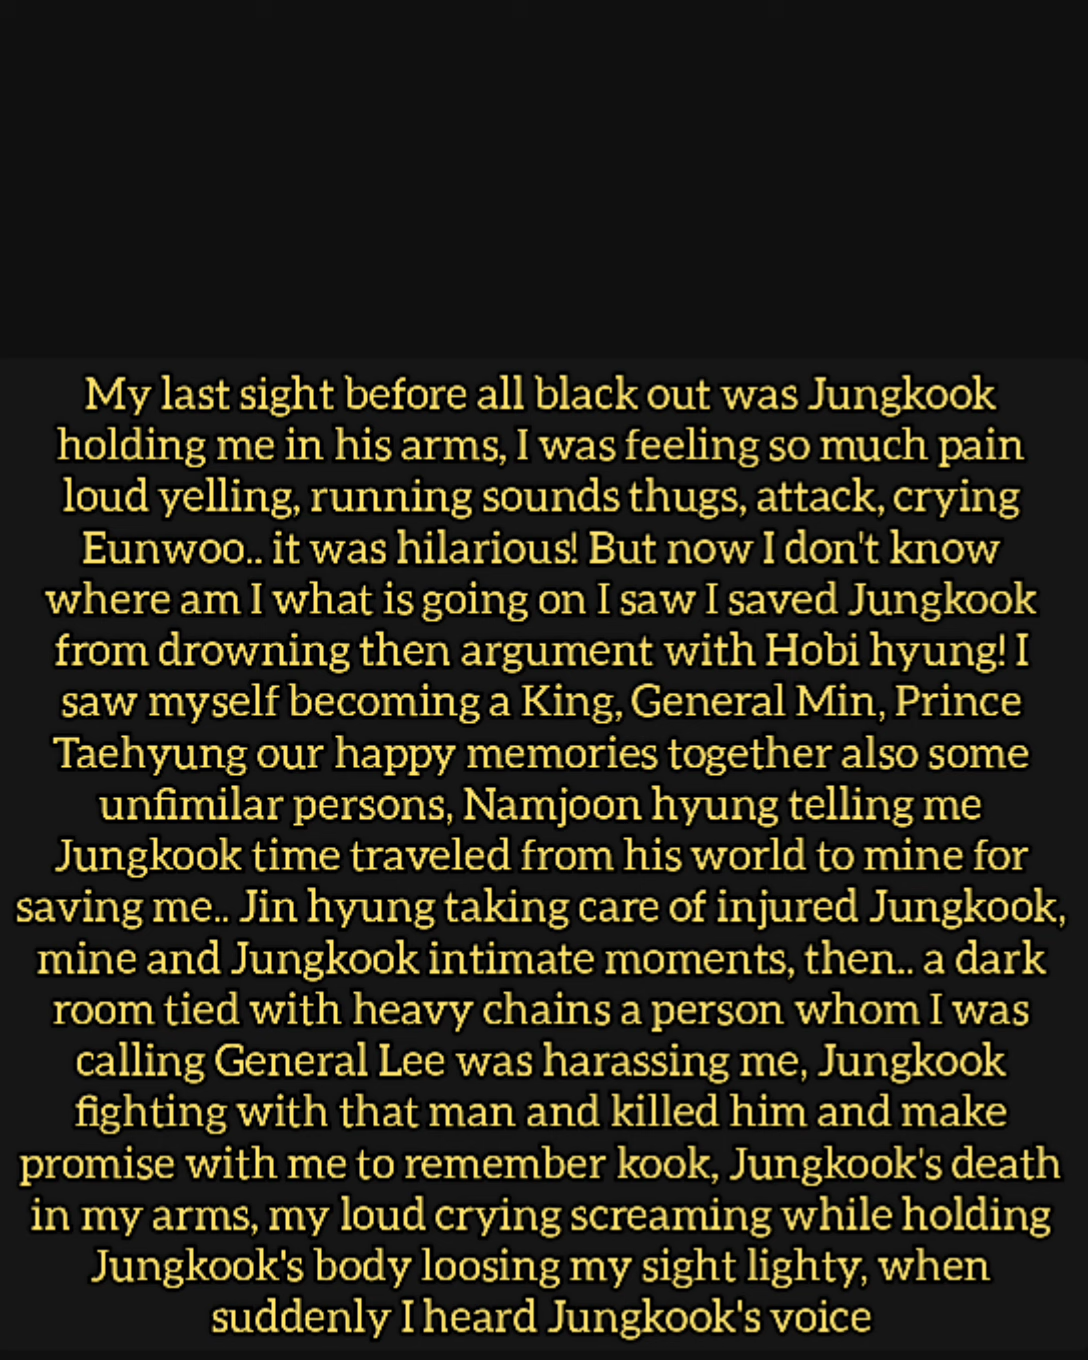 My last sight before all black out was Jungkook
holding me in his arms, I was feeling so much pain
loud yelling, running sounds thugs, attack, crying
Eunwoo.. it was hilarious! But now I don't know
where am I what is going on I saw I saved Jungkook
from drowning then argument with Hobi hyung! I
saw myself becoming a King, General Min, Prince
Taehyung our happy memories together also some
unfimilar persons, Namjoon hyung telling me
Jungkook time traveled from his world to mine for
saving me.. Jin hyung taking care of injured Jungkook,
mine and Jungkook intimate moments, then.. a dark
room tied with heavy chains a person whom I was
calling General Lee was harassing me, Jungkook
fighting with that man and killed him and make
promise with me to remember kook, Jungkook's death
in my arms, my loud crying screaming while holding
Jungkook's body loosing my sight lighty, when
suddenly I heard Jungkook's voice